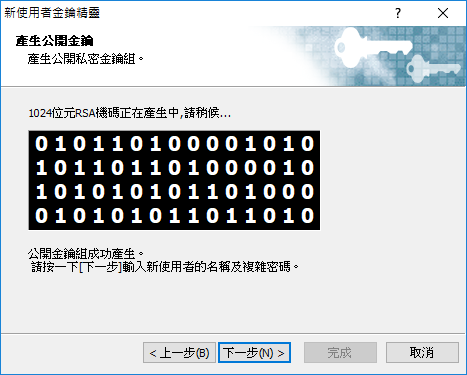 新使用者金鑰精靈
產生公開金鑰
產生公開私密金鑰組。
1024位元RSA機碼正在產生中,請稍候...
0 1 0 1 1 0 1 0 0 0 0 1 0 1 0
1 0 1 1 0 1 1 0 1 0 0 0 0 1 0
1 0 1 0 1 0 1 0 1 1 0 1 0 0 0
0 1 0 1 0 1 0 1 1 0 1 1 0 1 0
公開金鑰組成功產生。
請按一下[下一步]輸入新使用者的名稱及複雜密碼。
< 上一步(B) 下一步(N) > 完成 取消